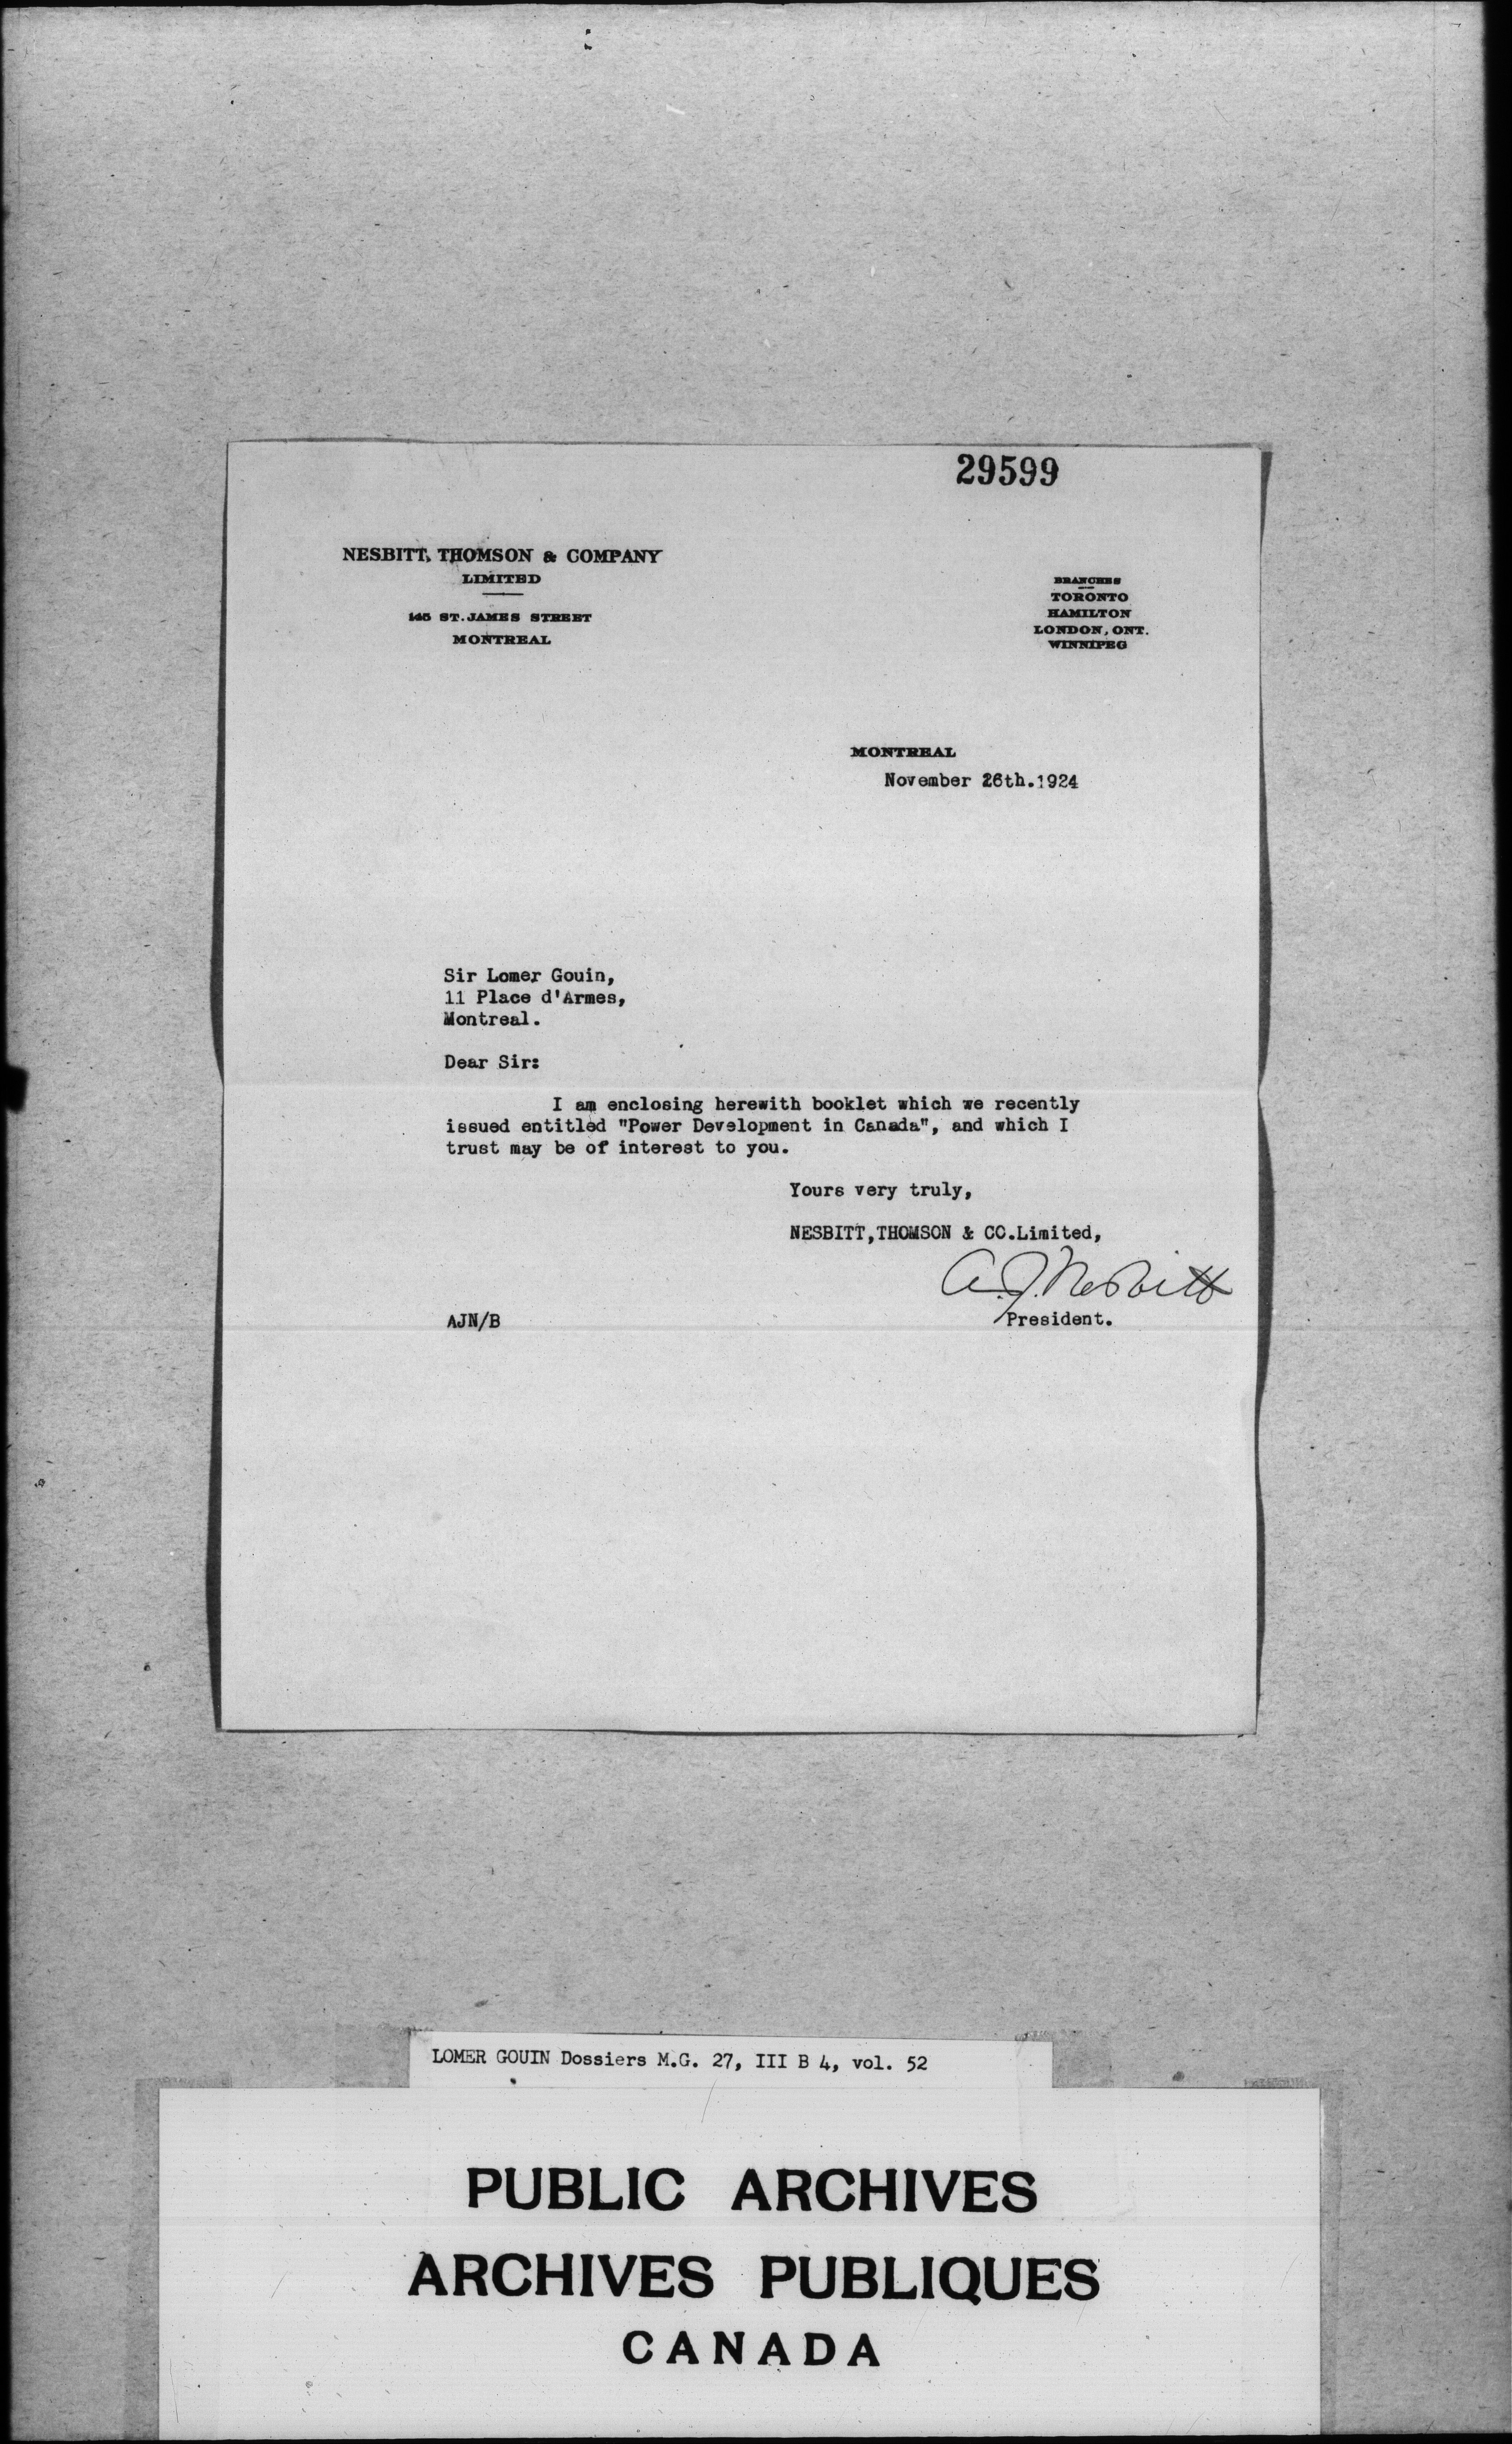 29599
NESBITT, THOMSON & COMPANY
LIMITED
145 ST. JAMES STREET
MONTREAL
BRANCHES
TORONTO
HAMILTON
LONDON, ONT.
WINNIPEG
MONTREAL
November 26th.1924
Sir Lomer Gouin,
11 Place d'Armes,
Montreal.
Dear Sir:
I am enclosing herewith booklet which we recently
issued entitled "Power Development in Canada", and which I
trust may be of interest to you.
Yours very truly,
NESBITT,THOMSON & CO.Limited,
A.J. Nesbitt
President.
AJN/B
LOMER GOUIN Dossiers M.G. 27, III B 4, vol. 52
PUBLIC ARCHIVES
ARCHIVES PUBLIQUES
CANADA